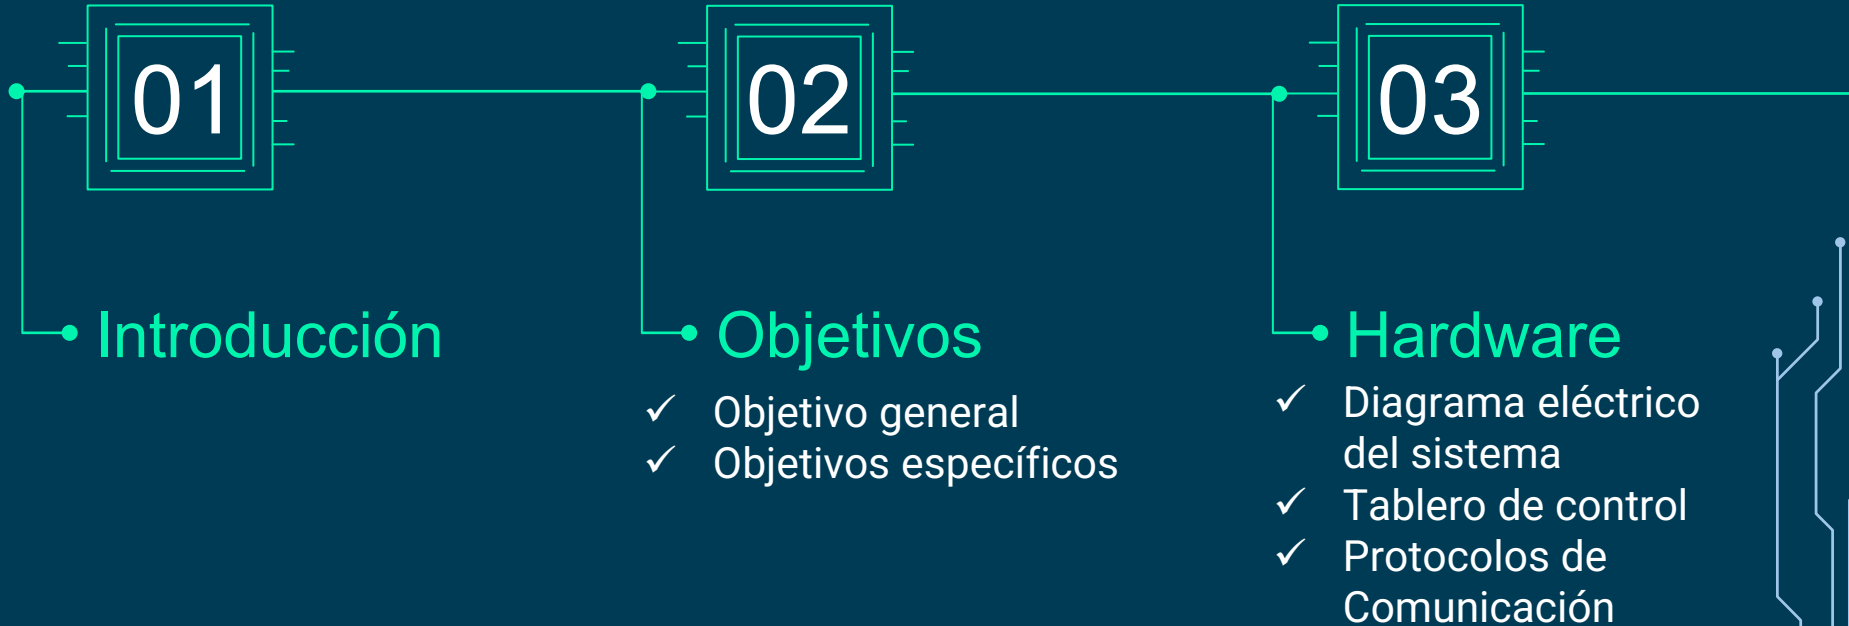 01
Introducción
02
Objetivos
✓ Objetivo general
✓ Objetivos específicos
03
Hardware
✓ Diagrama eléctrico
del sistema
✓ Tablero de control
✓ Protocolos de
Comunicación